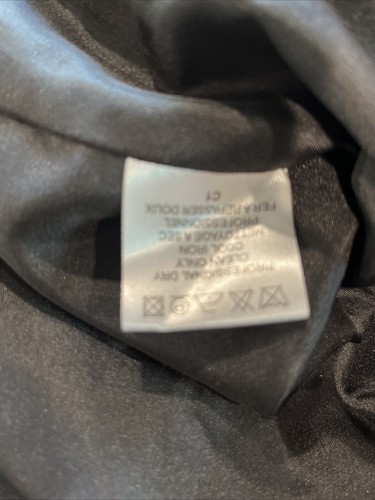 PROFESSIONAL DRY
CLEAN ONLY
COOL IRON
NETTOYAGE A SEC
PROFESSIONNEL
FER A REPASSER DOUX
C1